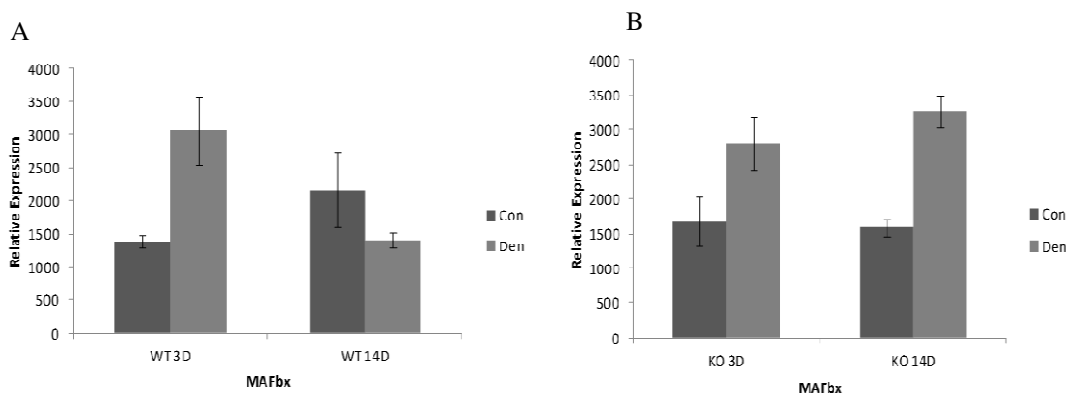 A
4000
3500
3000
2500
2000
1500
1000
500
0
Relative Expression
WT 3D
WT 14D
MAFbx
Con
Den
B
4000
3500
3000
2500
2000
1500
1000
500
0
Relative Expression
KO 3D
KO 14D
MAFbx
Con
Den